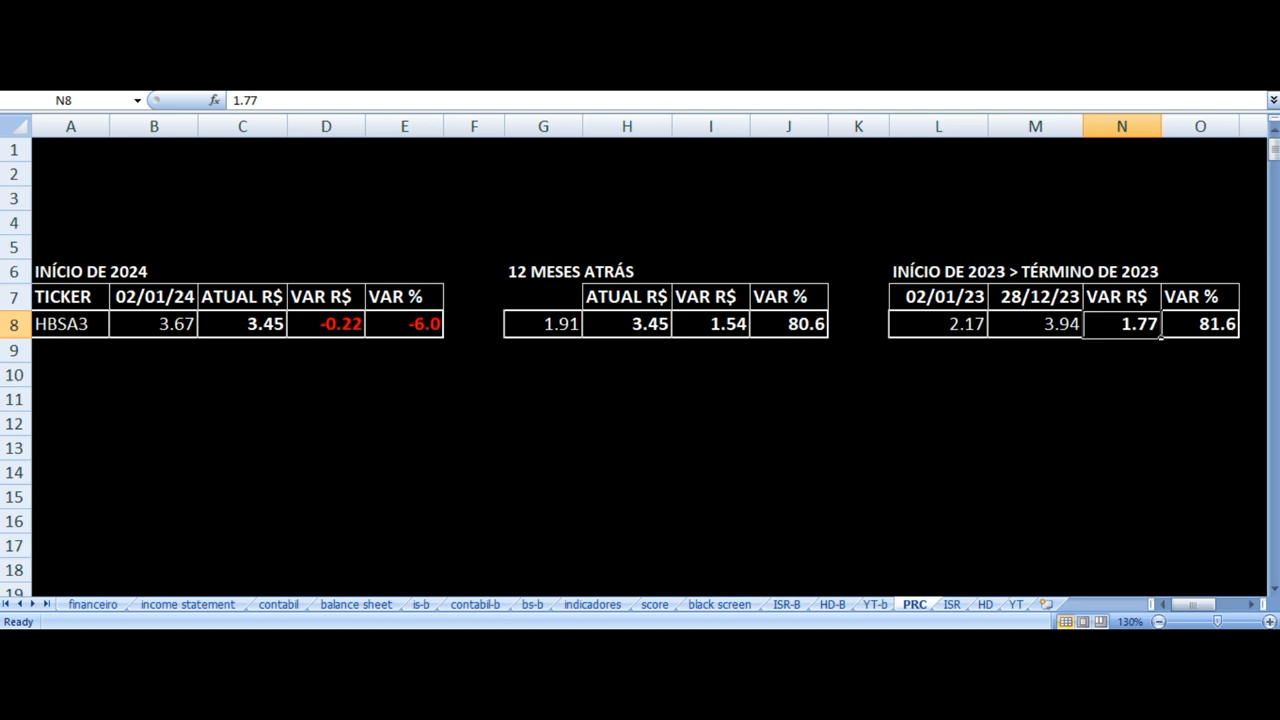 N8 fx 1.77
A B C D E F G H I J K L M N O
1
2
3
4
5
6 INÍCIO DE 2024 12 MESES ATRÁS INÍCIO DE 2023 > TÉRMINO DE 2023
7 TICKER 02/01/24 ATUAL R$ VAR R$ VAR % ATUAL R$ VAR R$ VAR % 02/01/23 28/12/23 VAR R$ VAR %
8 HBSA3 3.67 3.45 -0.22 -6.0 1.91 3.45 1.54 80.6 2.17 3.94 1.77 81.6
9
10
11
12
13
14
15
16
17
18
19
financeiro income statement contabil balance sheet is-b contabil-b bs-b indicadores score black screen ISR-B HD-B YT-b PRC ISR HD YT
Ready 130%